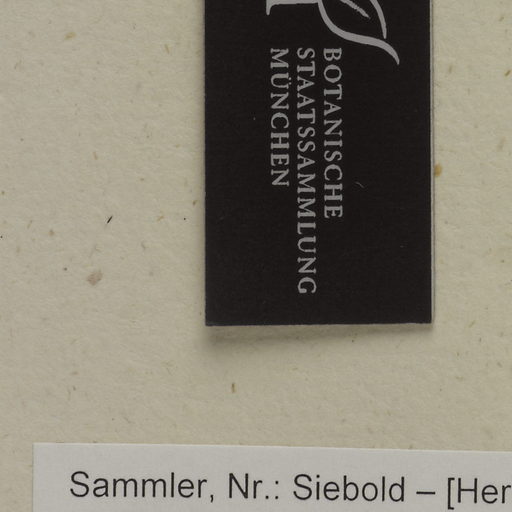 BOTANISCHE
STAATSSAMMLUNG
MÜNCHEN
Sammler, Nr.: Siebold – [Her